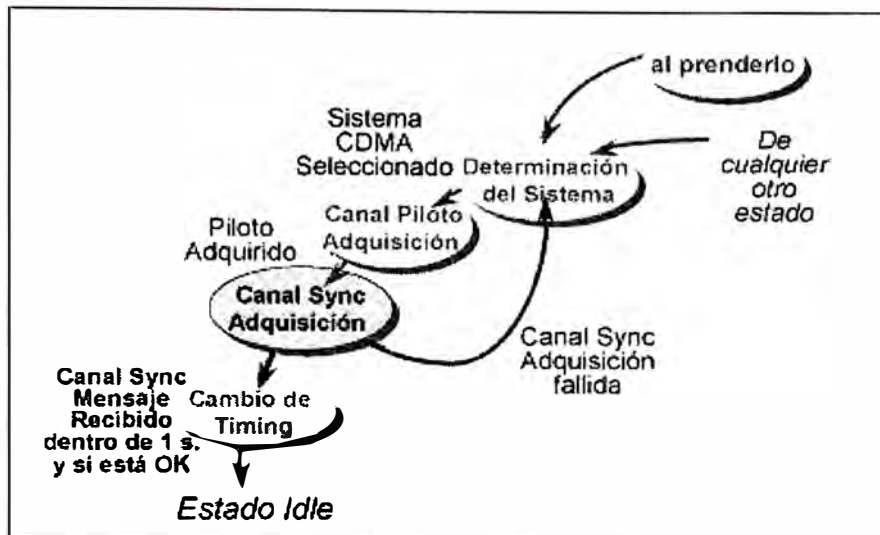 al prenderlo
Sistema
CDMA
Seleccionado
Determinación
del Sistema
De
cualquier
otro
estado
Canal Piloto
Adquisición
Piloto
Adquirido
Canal Sync
Adquisición
Canal Sync
Adquisición
fallida
Canal Sync
Mensaje
Recibido
dentro de 1 s.
y si está OK
Cambio de
Timing
Estado Idle